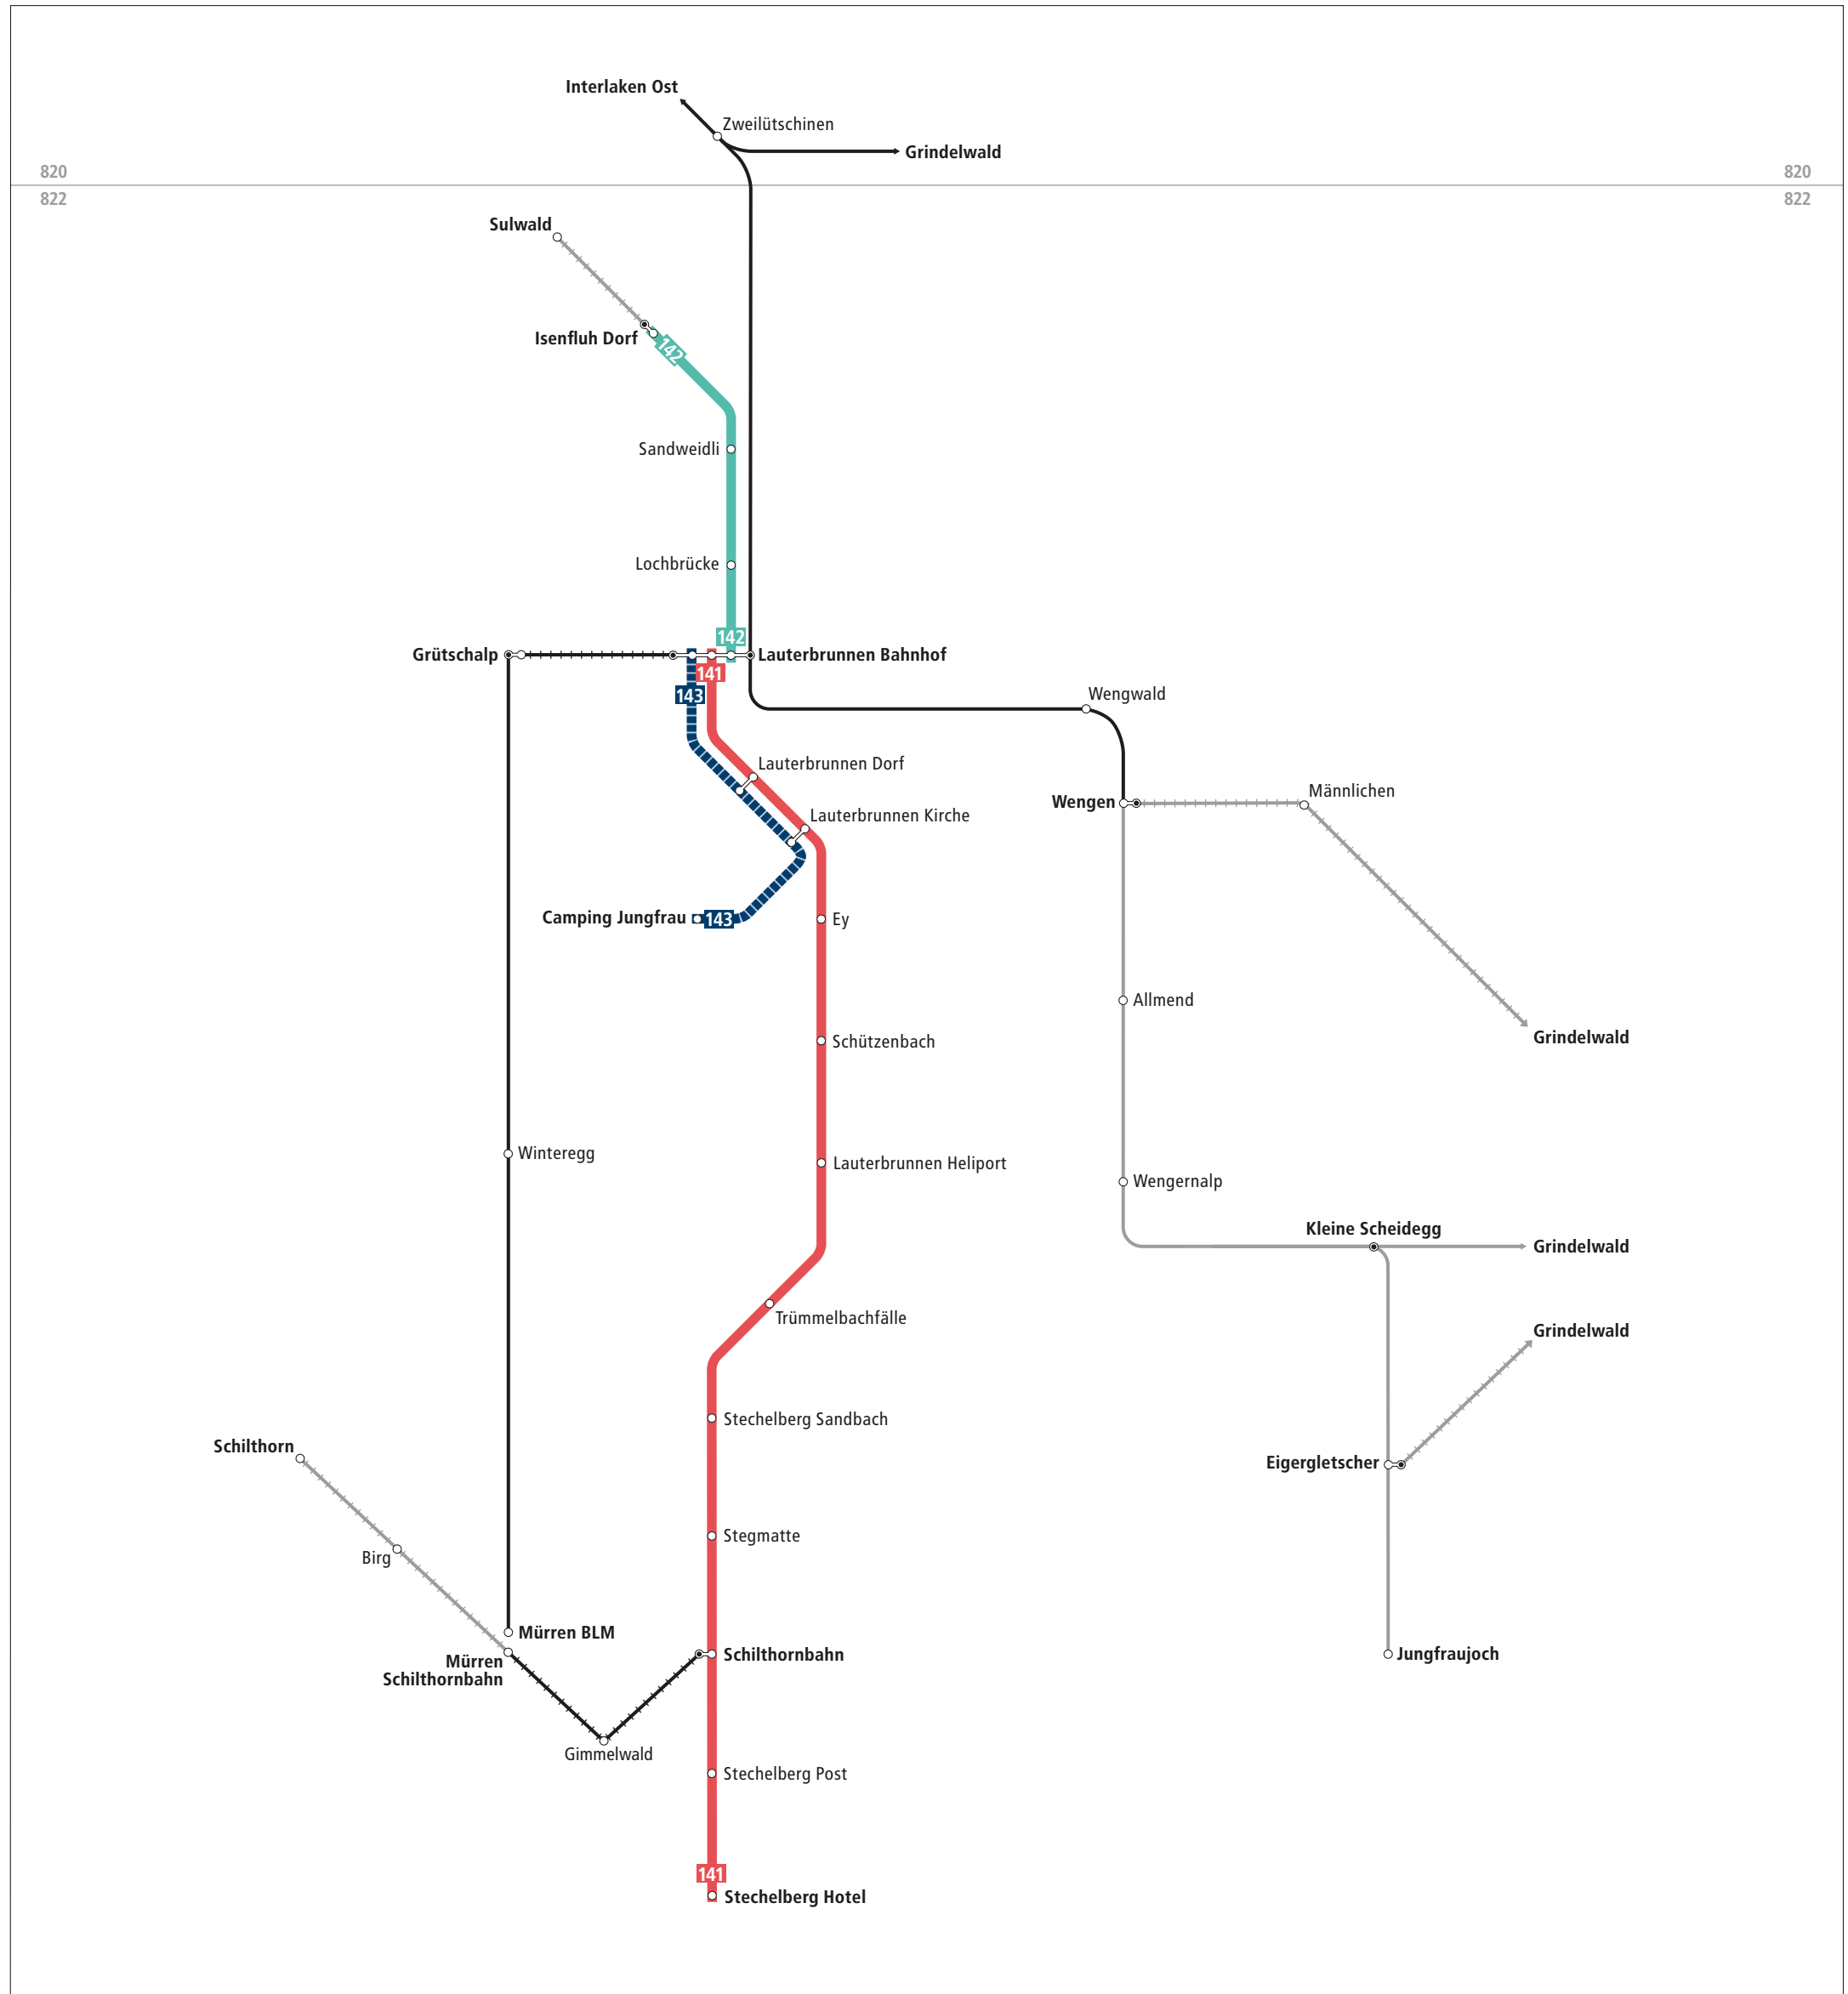 Interlaken Ost
Zweilütschinen
Grindelwald
820
820
822
822
Sulwald
Isenfluh Dorf
142
Sandweidli
Lochbrücke
142
Grütschalp
Lauterbrunnen Bahnhof
141
143
Wengwald
Lauterbrunnen Dorf
Männlichen
Wengen
Lauterbrunnen Kirche
Camping Jungfrau
143
Ey
Allmend
Grindelwald
Schützenbach
Winteregg
Lauterbrunnen Heliport
Wengernalp
Kleine Scheidegg
Grindelwald
Trümmelbachfälle
Grindelwald
Stechelberg Sandbach
Schilthorn
Eigergletscher
Stegmatte
Birg
Mürren BLM
Mürren
Schilthornbahn
Schilthornbahn
Jungfraujoch
Gimmelwald
Stechelberg Post
141
Stechelberg Hotel